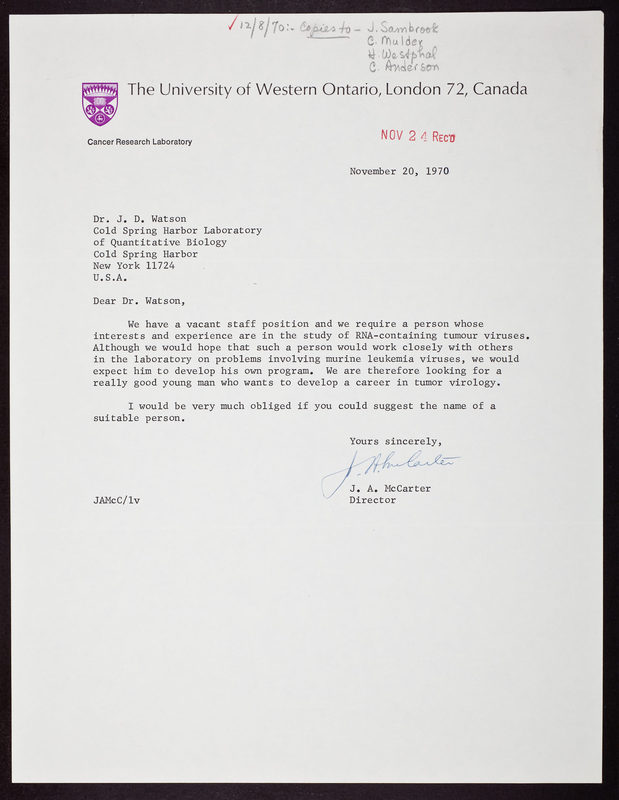 ✓ 12/8/70:- Copies to - J. Sambrook
C. Mulder
H. Westphal
C. Anderson
The University of Western Ontario, London 72, Canada
Cancer Research Laboratory
NOV 24 REC'D
November 20, 1970
Dr. J. D. Watson
Cold Spring Harbor Laboratory
of Quantitative Biology
Cold Spring Harbor
New York 11724
U.S.A.
Dear Dr. Watson,
We have a vacant staff position and we require a person whose
interests and experience are in the study of RNA-containing tumour viruses.
Although we would hope that such a person would work closely with others
in the laboratory on problems involving murine leukemia viruses, we would
expect him to develop his own program. We are therefore looking for a
really good young man who wants to develop a career in tumor virology.
I would be very much obliged if you could suggest the name of a
suitable person.
Yours sincerely,
J. A. McCarter
J. A. McCarter
JAMcC/lv
Director